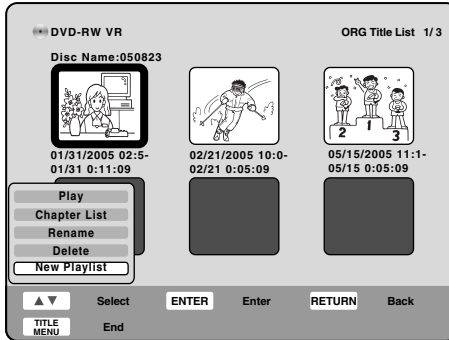 DVD-RW VR
ORG Title List 1/3
Disc Name:050823
2 1 3
01/31/2005 02:5-
01/31 0:11:09
02/21/2005 10:0-
02/21 0:05:09
05/15/2005 11:1-
05/15 0:05:09
Play
Chapter List
Rename
Delete
New Playlist
▲▼ Select ENTER Enter RETURN Back
TITLE MENU End